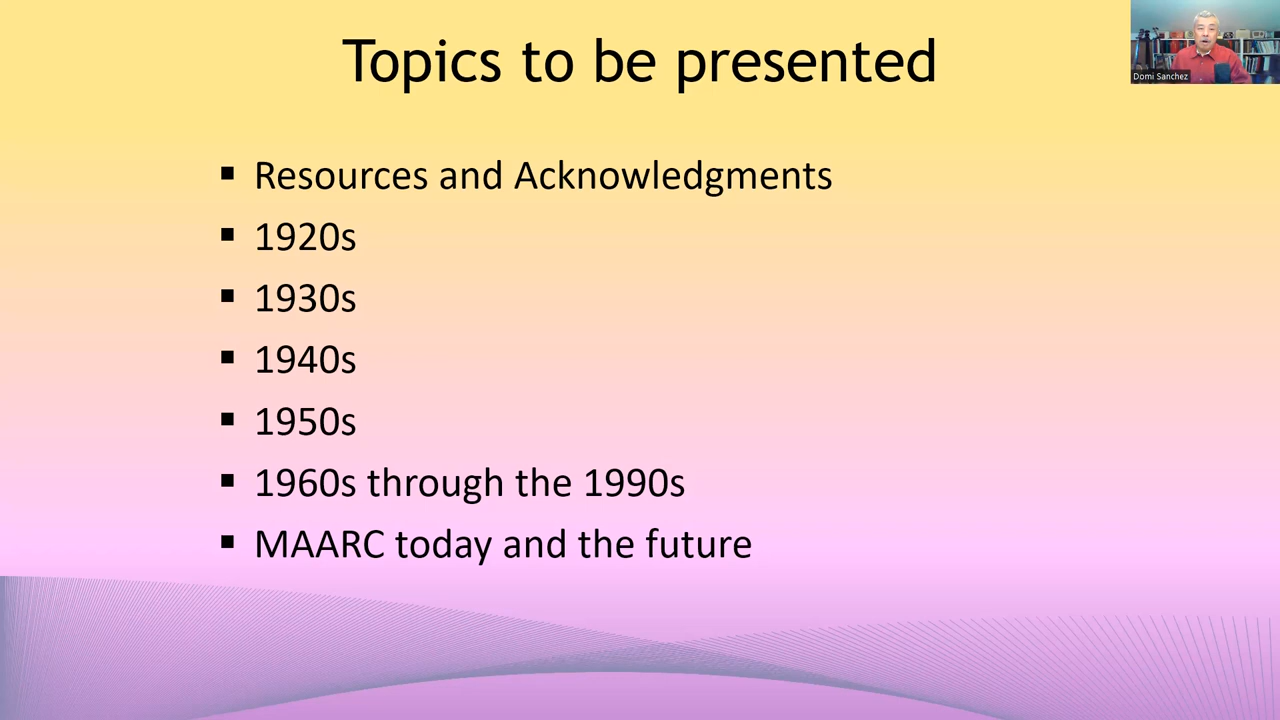 Topics to be presented
Domi Sanchez
▪ Resources and Acknowledgments
▪ 1920s
▪ 1930s
▪ 1940s
▪ 1950s
▪ 1960s through the 1990s
▪ MAARC today and the future